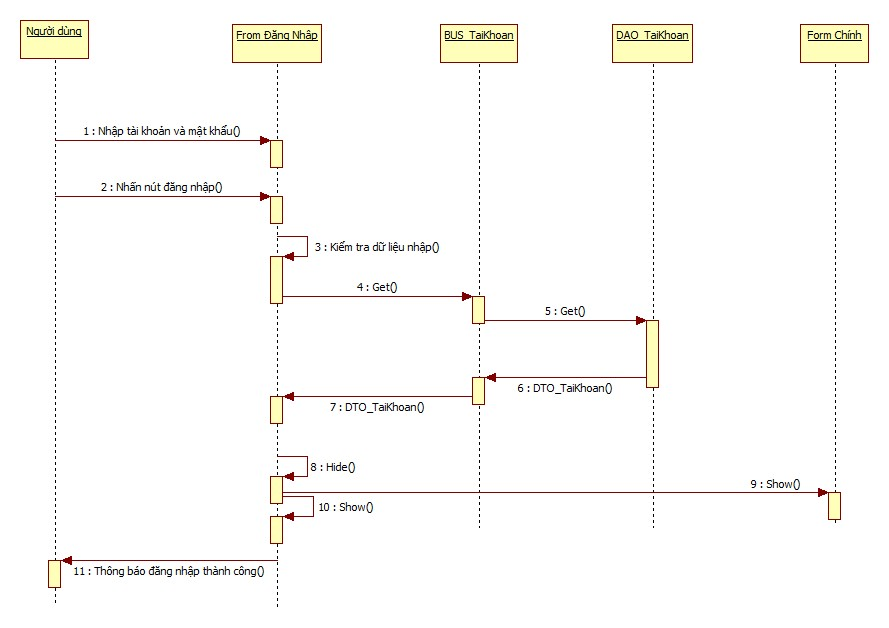 Người dùng
From Đăng Nhập
BUS_TaiKhoan
DAO_TaiKhoan
Form Chính
1 : Nhập tài khoản và mật khẩu()
2 : Nhấn nút đăng nhập()
3 : Kiểm tra dữ liệu nhập()
4 : Get()
5 : Get()
6 : DTO_TaiKhoan()
7 : DTO_TaiKhoan()
8 : Hide()
9 : Show()
10 : Show()
11 : Thông báo đăng nhập thành công()